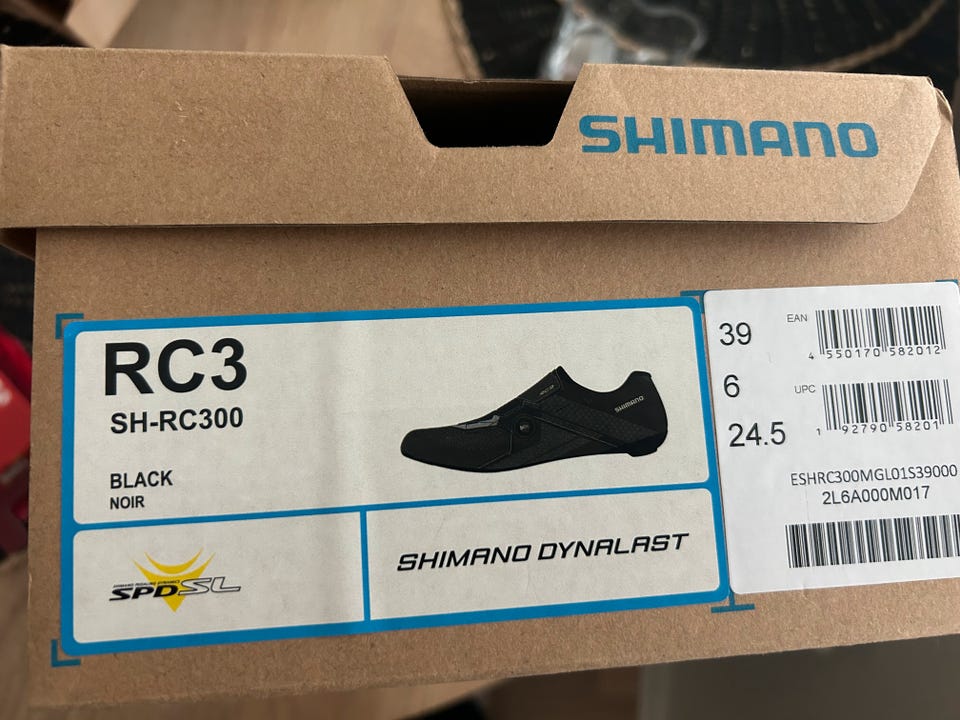 SHIMANO
RC3
SH-RC300
BLACK
NOIR
SHIMANO
SPD-SL
SHIMANO DYNALAST
39
6
24.5
EAN
4 550170 582012
UPC
1 92790 58201
ESHRC300MGL01S39000
2L6A000M017